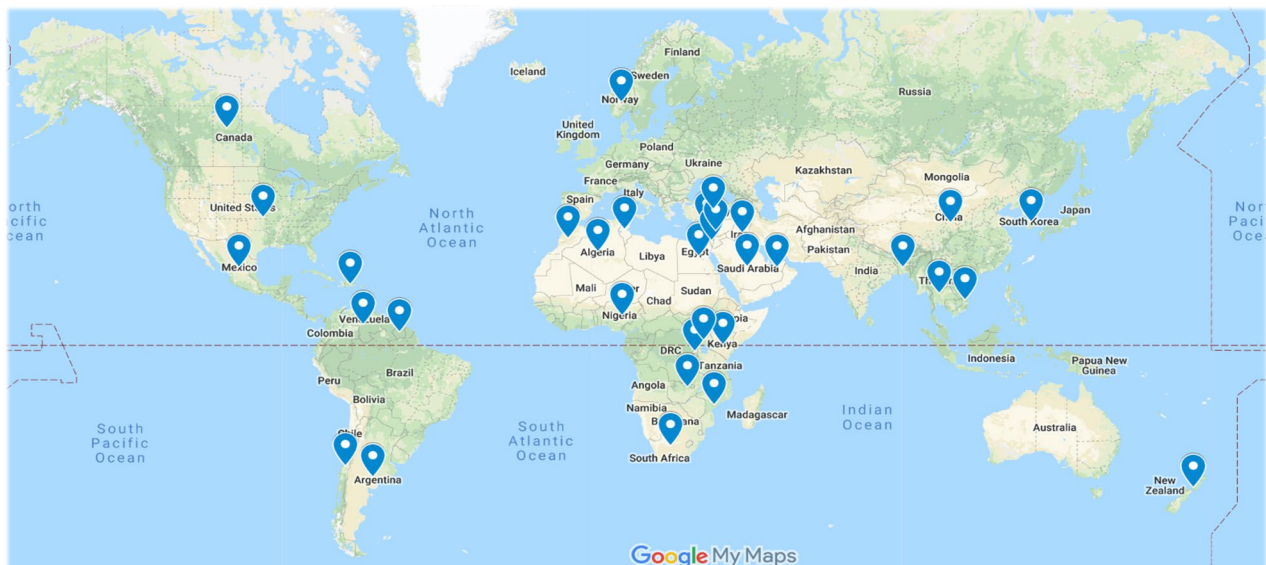 Finland
Iceland
Sweden
Norway
Russia
Canada
United
Kingdom
Poland
Germany
Ukraine
France
Kazakhstan
Mongolia
Italy
Spain
United States
North
Atlantic
Ocean
China
South Korea
Japan
Afghanistan
Pakistan
Mexico
Algeria
Libya
Egypt
Saudi Arabia
India
Mali
Chad
Sudan
Nigeria
Venezuela
Colombia
DRC
Kenya
Indonesia
Papua New
Guinea
Tanzania
Peru
Brazil
Angola
Bolivia
Namibia
Madagascar
Indian
Ocean
Australia
South
Pacific
Ocean
South
Atlantic
Ocean
Chile
South Africa
Argentina
New
Zealand
Google My Maps